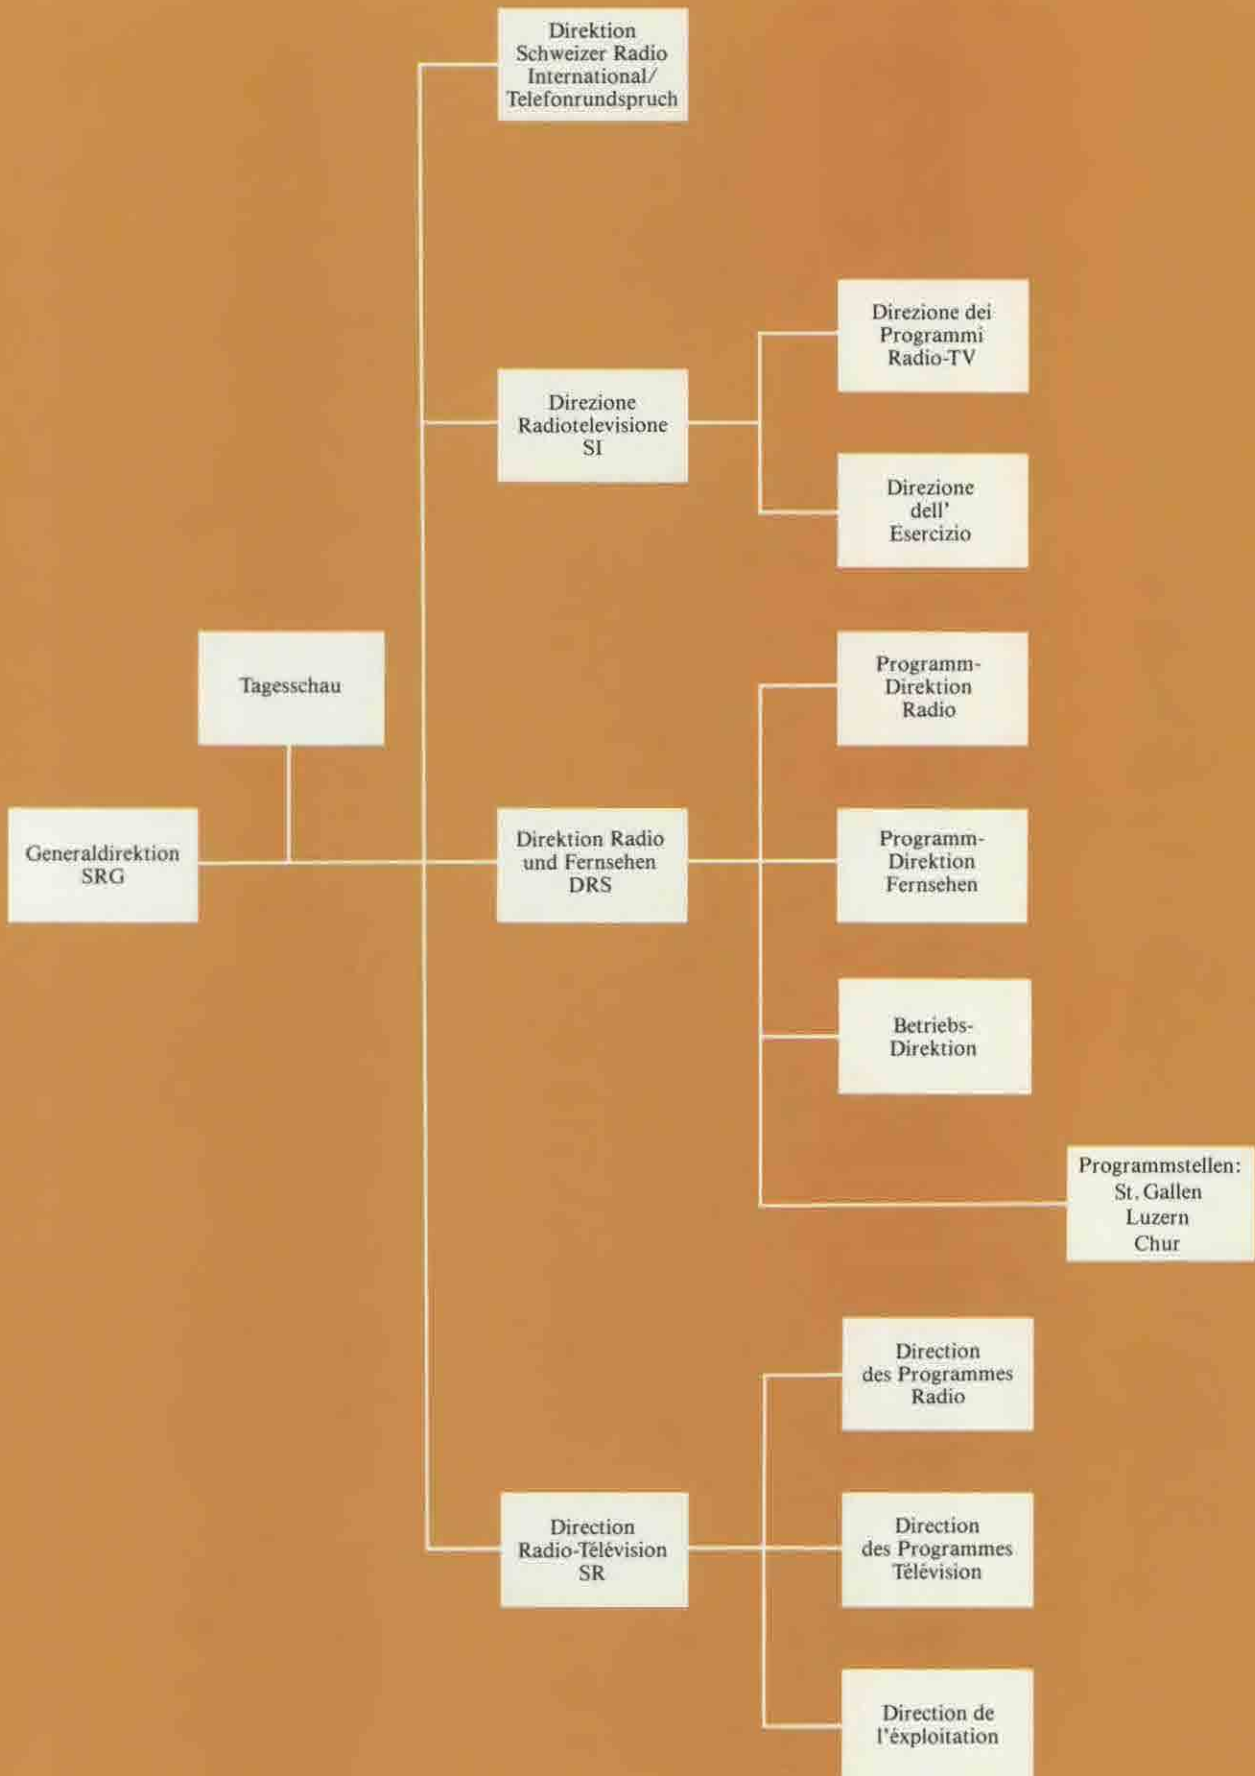 Direktion
Schweizer Radio
International/
Telefonrundspruch
Direzione dei
Programmi
Radio-TV
Direzione
Radiotelevisione
SI
Direzione
dell'
Esercizio
Tagesschau
Programm-
Direktion
Radio
Generaldirektion
SRG
Direktion Radio
und Fernsehen
DRS
Programm-
Direktion
Fernsehen
Betriebs-
Direktion
Programmstellen:
St. Gallen
Luzern
Chur
Direction
des Programmes
Radio
Direction
Radio-Télévision
SR
Direction
des Programmes
Télévision
Direction de
l'éxploitation